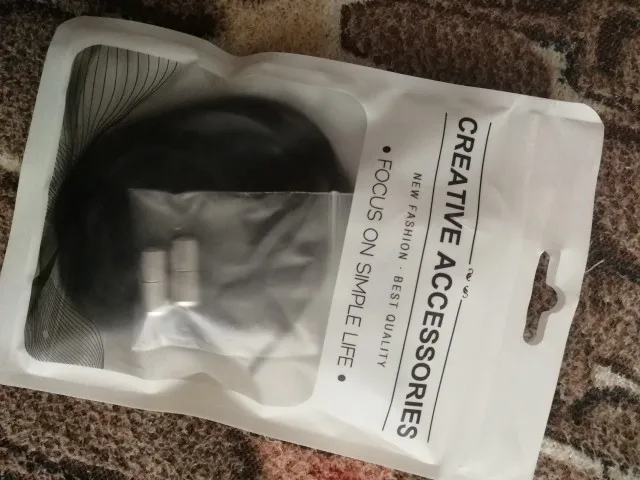 CREATIVE ACCESSORIES
NEW FASHION · BEST QUALITY
• FOCUS ON SIMPLE LIFE •